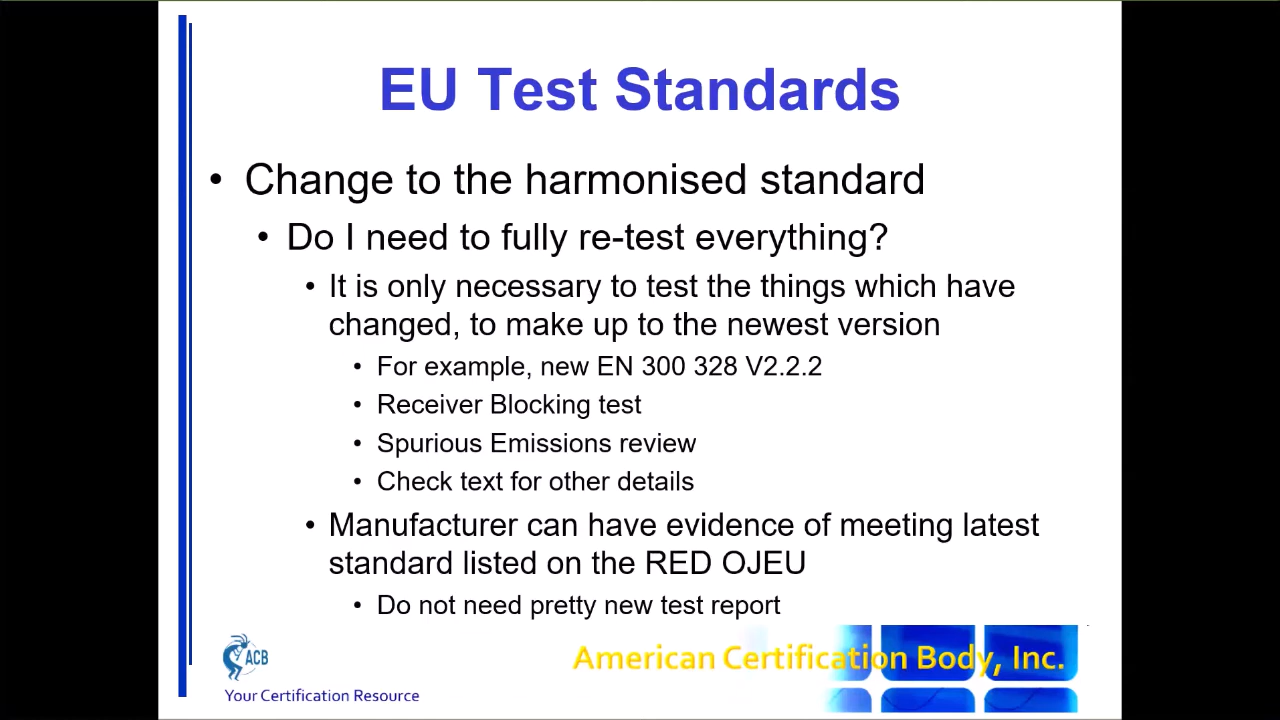 EU Test Standards
• Change to the harmonised standard
• Do I need to fully re-test everything?
• It is only necessary to test the things which have
changed, to make up to the newest version
• For example, new EN 300 328 V2.2.2
• Receiver Blocking test
• Spurious Emissions review
• Check text for other details
• Manufacturer can have evidence of meeting latest
standard listed on the RED OJEU
• Do not need pretty new test report
ACB
American Certification Body, Inc.
Your Certification Resource